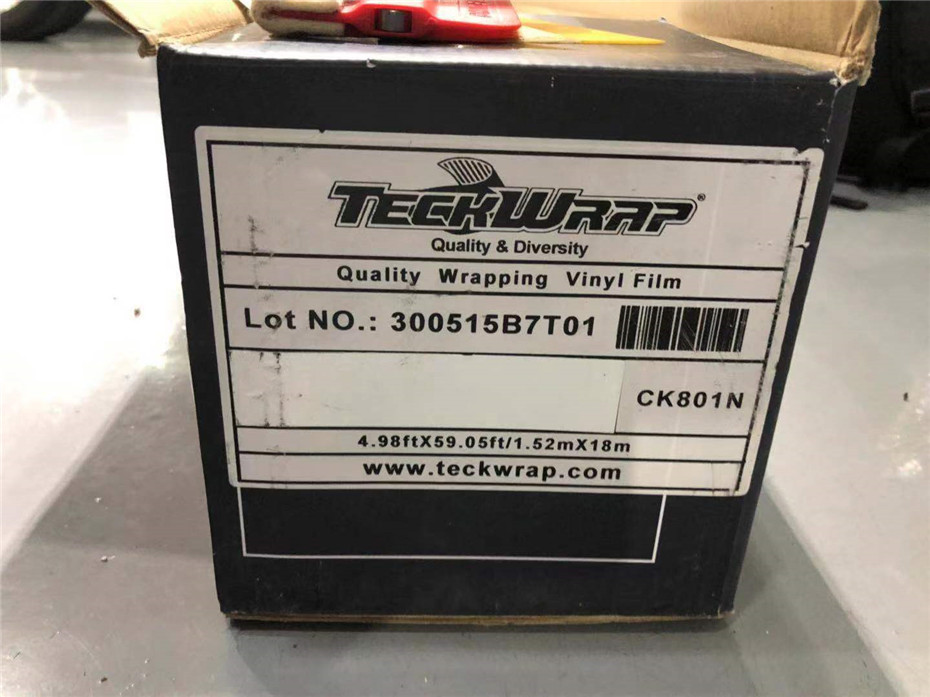 TECKWRAP®
Quality & Diversity
Quality Wrapping Vinyl Film
Lot NO.: 300515B7T01
CK801N
4.98ftX59.05ft/1.52mX18m
www.teckwrap.com